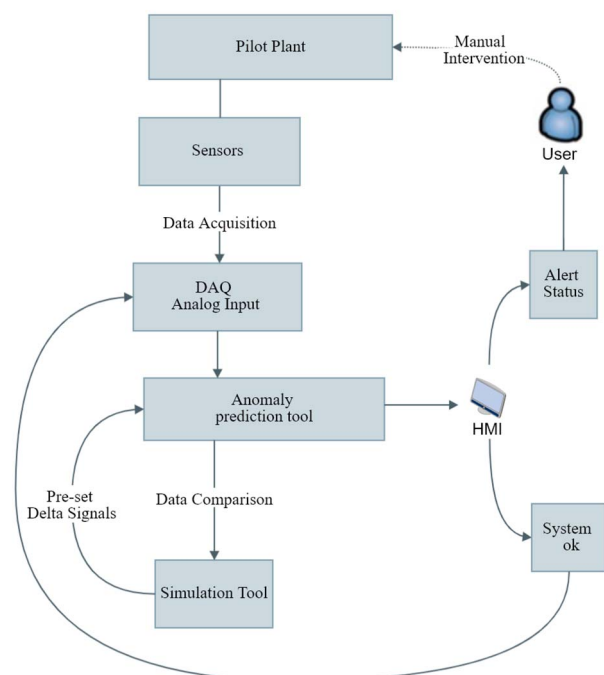 Pilot Plant
Manual
Intervention
User
Sensors
Data Acquisition
Alert
Status
DAQ
Analog Input
Anomaly
prediction tool
HMI
Pre-set
Delta Signals
Data Comparison
System
ok
Simulation Tool